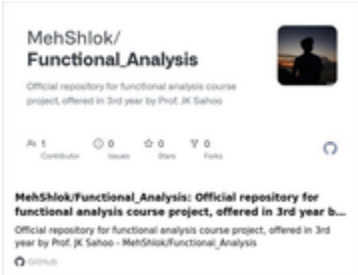 MehShlok/
Functional_Analysis
Official repository for functional analysis course
project, offered in 3rd year by Prof. JK Sahoo
1
Contributor
0
Issues
0
Stars
0
Forks
MehShlok/Functional_Analysis: Official repository for
functional analysis course project, offered in 3rd year b...
Official repository for functional analysis course project, offered in 3rd
year by Prof. JK Sahoo - MehShlok/Functional_Analysis
GitHub